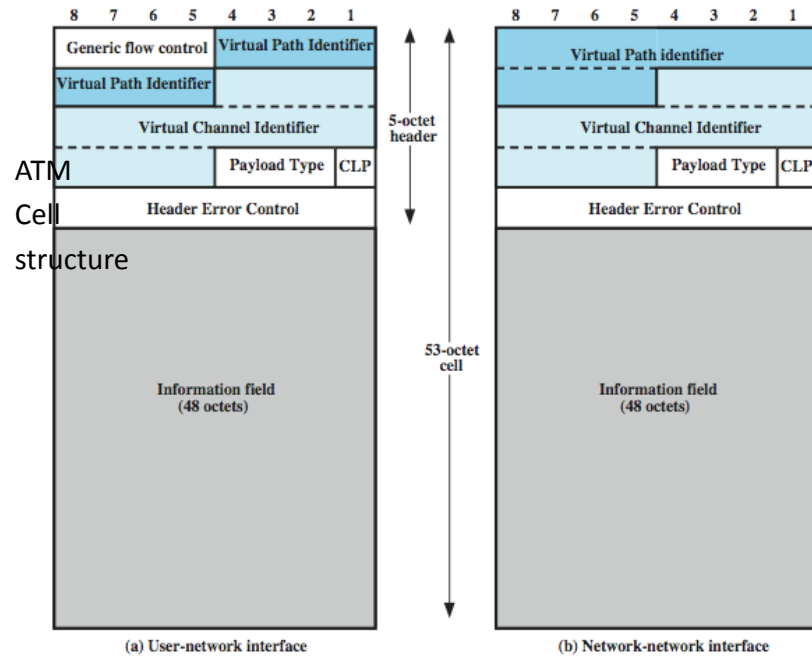 8 7 6 5 4 3 2 1
Generic flow control
Virtual Path Identifier
Virtual Path Identifier
Virtual Channel Identifier
Payload Type
CLP
Header Error Control
Information field
(48 octets)
(a) User-network interface
5-octet
header
53-octet
cell
8 7 6 5 4 3 2 1
Virtual Path identifier
Virtual Channel Identifier
Payload Type
CLP
Header Error Control
Information field
(48 octets)
(b) Network-network interface
ATM
Cell
structure